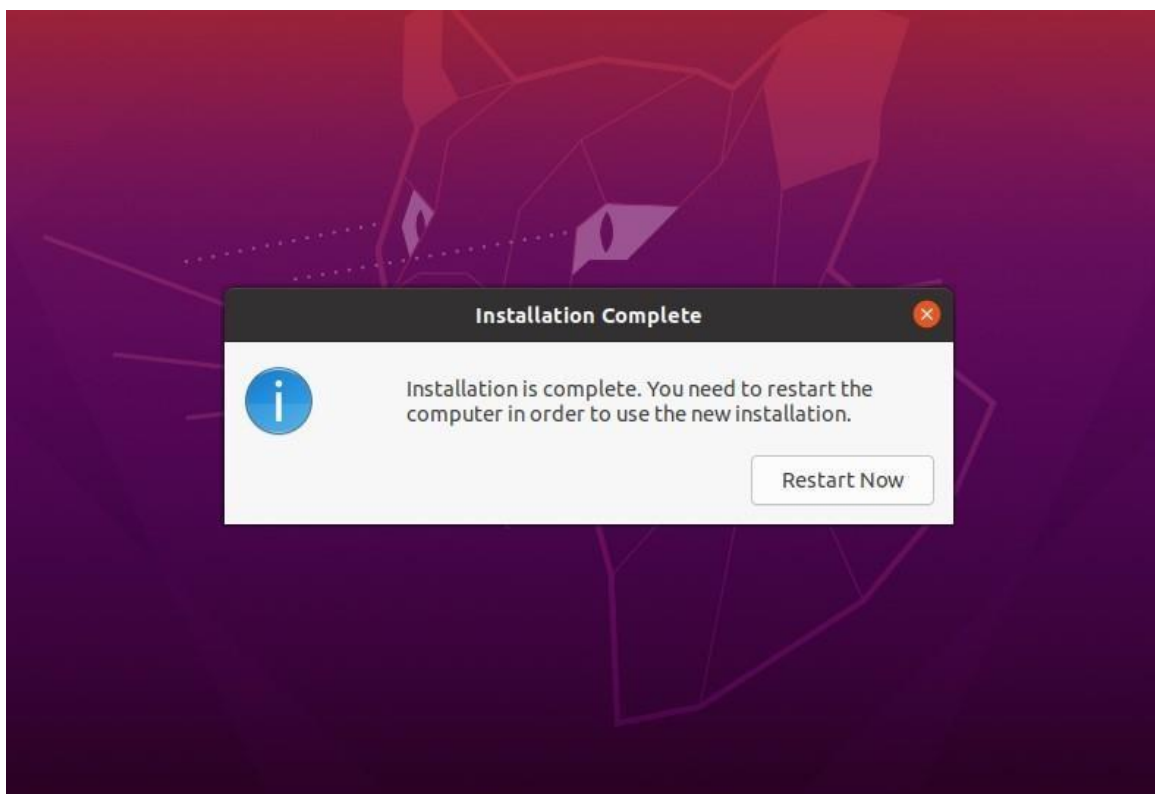 Installation Complete
Installation is complete. You need to restart the
computer in order to use the new installation.
Restart Now